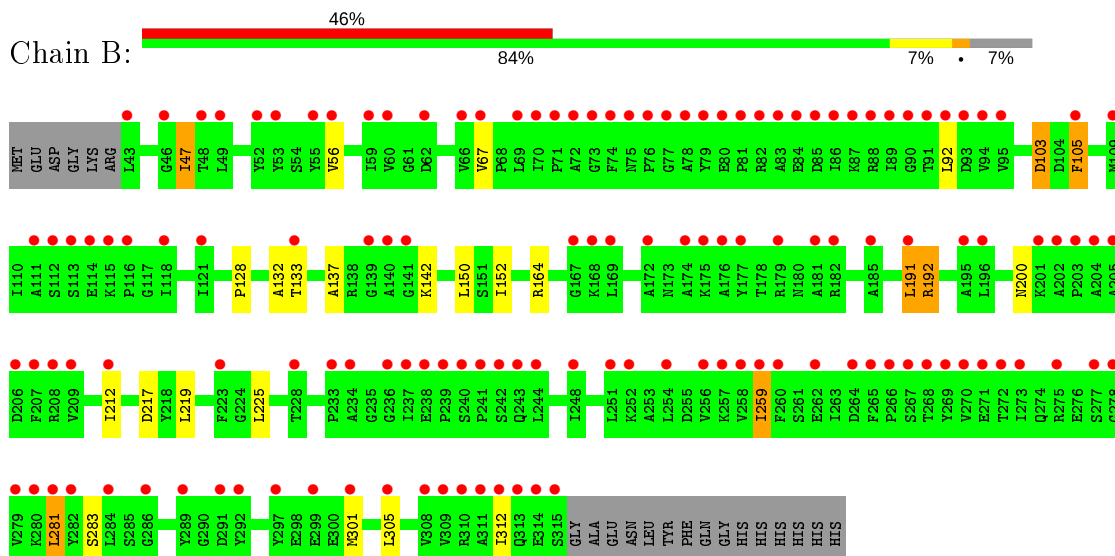 46%
Chain B:
84% 7% • 7%
MET GLU ASP GLY LYS ARG L43 G46 I47 T48 L49 Y52 Y53 S54 Y55 V56 I59 V60 G61 D62 V66 V67 P68 L69 I70 P71 A72 G73 F74 N75 P76 G77 A78 Y79 E80 P81 R82 A83 E84 D85 I86 K87 R88 I89 G90 T91 L92 D93 V94 V95 D103 D104 F105 M109
I110 A111 S112 S113 E114 K115 P116 G117 I118 I121 P128 A132 T133 A137 R138 G139 A140 G141 K142 L150 S151 I152 R164 G167 K168 L169 A172 N173 A174 K175 A176 Y177 T178 R179 N180 A181 R182 A185 L191 R192 A195 L196 N200 K201 A202 P203 A204 A205
D206 F207 R208 V209 I212 D217 Y218 L219 F223 G224 L225 T228 P233 A234 G235 G236 I237 E238 P239 S240 P241 S242 Q243 L244 I248 L251 K252 A253 L254 D255 V256 K257 V258 I259 F260 S261 E262 I263 D264 F265 P266 S267 T268 Y269 V270 E271 T272 I273 Q274 R275 E276 S277 G278
V279 K280 L281 Y282 S283 L284 S285 G286 Y289 G290 D291 Y292 Y297 E298 E299 E300 M301 L305 V308 V309 R310 A311 I312 Q313 E314 S315 GLY ALA GLU ASN LEU TYR PHE GLN GLY HIS HIS HIS HIS HIS HIS